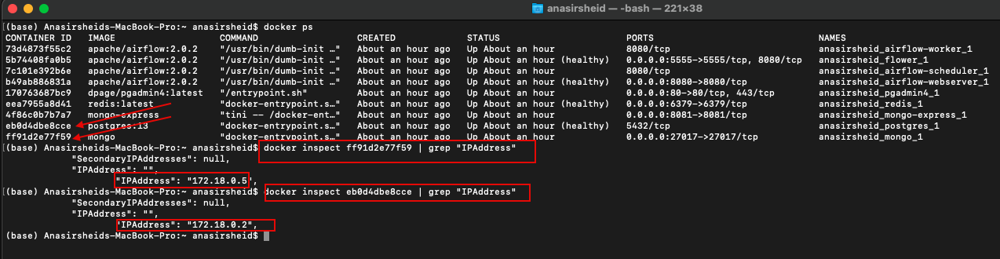 anasirsheid — -bash — 221×38
[(base) Anasirsheids-MacBook-Pro:~ anasirsheid$ docker ps
CONTAINER ID IMAGE COMMAND CREATED STATUS PORTS NAMES
73d4873f55c2 apache/airflow:2.0.2 "/usr/bin/dumb-init …" About an hour ago Up About an hour 8080/tcp anasirsheid_airflow-worker_1
5b74408fa0b5 apache/airflow:2.0.2 "/usr/bin/dumb-init …" About an hour ago Up About an hour (healthy) 0.0.0.0:5555->5555/tcp, 8080/tcp anasirsheid_flower_1
7c101e392b6e apache/airflow:2.0.2 "/usr/bin/dumb-init …" About an hour ago Up About an hour 8080/tcp anasirsheid_airflow-scheduler_1
b49ab886831a apache/airflow:2.0.2 "/usr/bin/dumb-init …" About an hour ago Up About an hour (healthy) 0.0.0.0:8080->8080/tcp anasirsheid_airflow-webserver_1
170763687bc9 dpage/pgadmin4:latest "/entrypoint.sh" About an hour ago Up About an hour 0.0.0.0:80->80/tcp, 443/tcp anasirsheid_pgadmin4_1
eea7955a8d41 redis:latest "docker-entrypoint.s…" About an hour ago Up About an hour (healthy) 0.0.0.0:6379->6379/tcp anasirsheid_redis_1
4f86c0b7b7a7 mongo-express "tini -- /docker-ent…" About an hour ago Up About an hour 0.0.0.0:8081->8081/tcp anasirsheid_mongo-express_1
eb0d4dbe8cce postgres:13 "docker-entrypoint.s…" About an hour ago Up About an hour (healthy) 5432/tcp anasirsheid_postgres_1
ff91d2e77f59 mongo "docker-entrypoint.s…" About an hour ago Up About an hour 0.0.0.0:27017->27017/tcp anasirsheid_mongo_1
[(base) Anasirsheids-MacBook-Pro:~ anasirsheid$ docker inspect ff91d2e77f59 | grep "IPAddress"
"SecondaryIPAddresses": null,
"IPAddress": "",
"IPAddress": "172.18.0.5",
[(base) Anasirsheids-MacBook-Pro:~ anasirsheid$ docker inspect eb0d4dbe8cce | grep "IPAddress"
"SecondaryIPAddresses": null,
"IPAddress": "",
"IPAddress": "172.18.0.2",
(base) Anasirsheids-MacBook-Pro:~ anasirsheid$